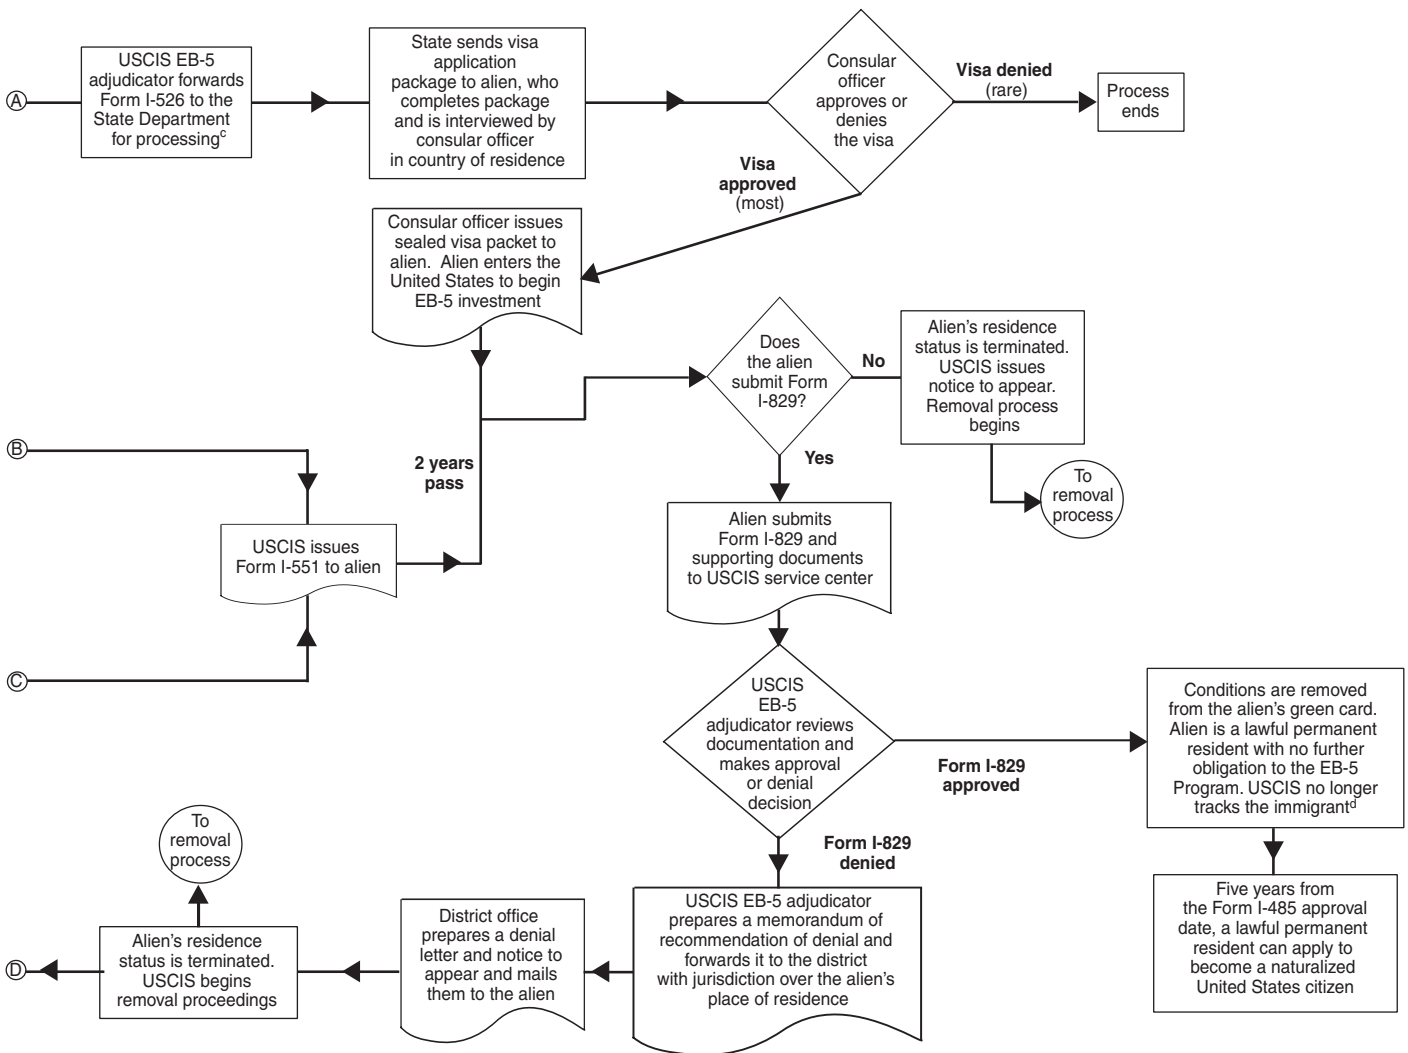 A
USCIS EB-5
adjudicator forwards
Form I-526 to the
State Department
for processingc
State sends visa
application
package to alien, who
completes package
and is interviewed by
consular officer
in country of residence
Consular
officer
approves or
denies
the visa
Visa denied
(rare)
Process
ends
Visa
approved
(most)
Consular officer issues
sealed visa packet to
alien. Alien enters the
United States to begin
EB-5 investment
Does
the alien
submit Form
I-829?
No
Alien’s residence
status is terminated.
USCIS issues
notice to appear.
Removal process
begins
To
removal
process
B
2 years
pass
Yes
USCIS issues
Form I-551 to alien
Alien submits
Form I-829 and
supporting documents
to USCIS service center
C
USCIS
EB-5
adjudicator reviews
documentation and
makes approval
or denial
decision
Form I-829
approved
Conditions are removed
from the alien’s green card.
Alien is a lawful permanent
resident with no further
obligation to the EB-5
Program. USCIS no longer
tracks the immigrantd
Form I-829
denied
Five years from
the Form I-485 approval
date, a lawful permanent
resident can apply to
become a naturalized
United States citizen
USCIS EB-5 adjudicator
prepares a memorandum of
recommendation of denial and
forwards it to the district
with jurisdiction over the alien’s
place of residence
District office
prepares a denial
letter and notice to
appear and mails
them to the alien
To
removal
process
Alien’s residence
status is terminated.
USCIS begins
removal proceedings
D